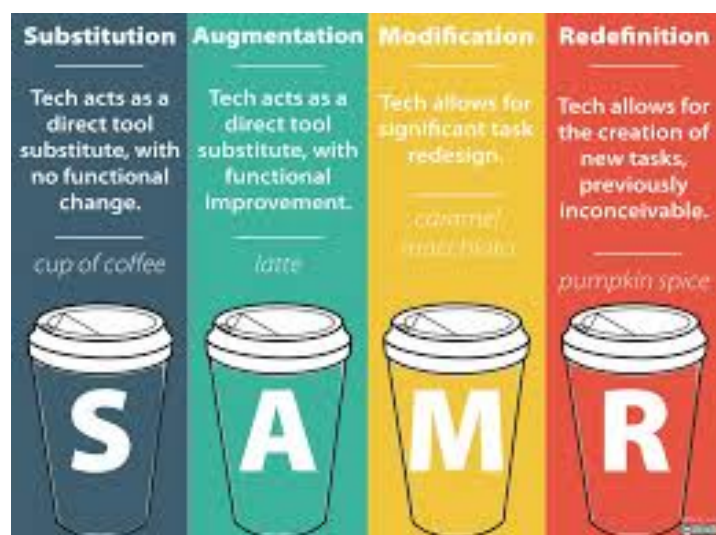 Substitution
Tech acts as a
direct tool
substitute, with
no functional
change.
cup of coffee
S
Augmentation
Tech acts as a
direct tool
substitute, with
functional
improvement.
latte
A
Modification
Tech allows for
significant task
redesign.
caramel
macchiato
M
Redefinition
Tech allows for
the creation of
new tasks,
previously
inconceivable.
pumpkin spice
R